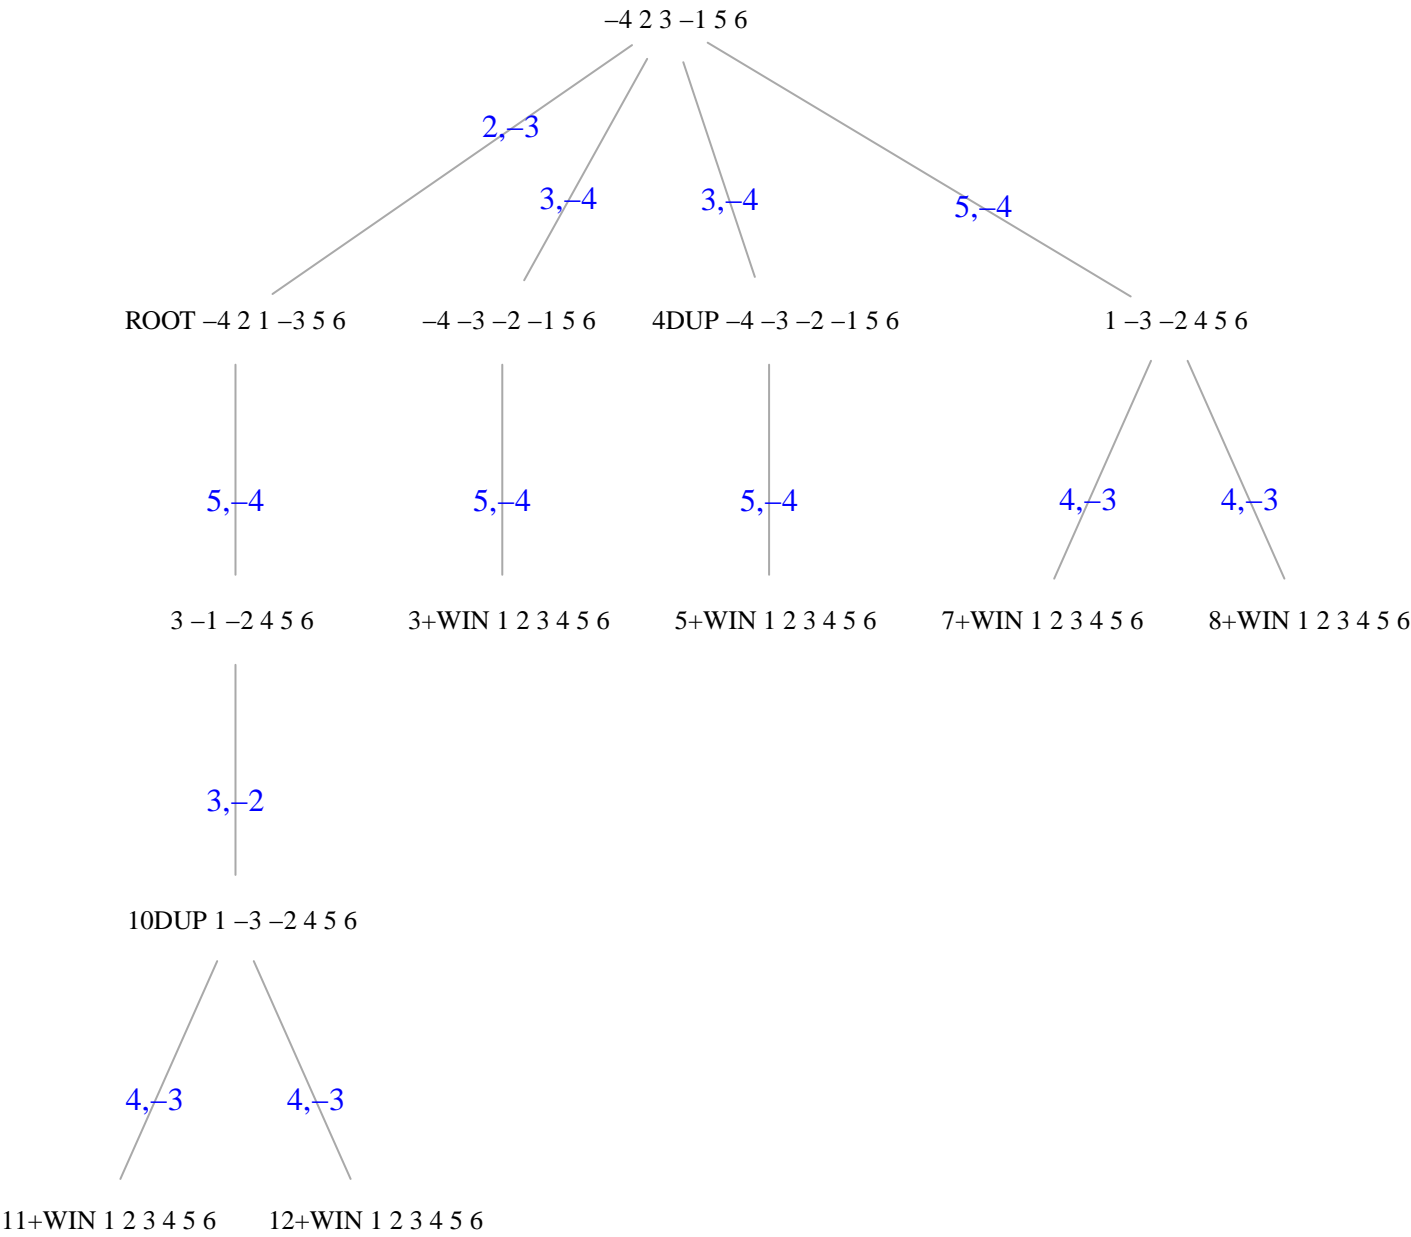 –4 2 3 –1 5 6
2,–3
3,–4
3,–4
5,–4
ROOT –4 2 1 –3 5 6
–4 –3 –2 –1 5 6
4DUP –4 –3 –2 –1 5 6
1 –3 –2 4 5 6
5,–4
5,–4
5,–4
4,–3
4,–3
3 –1 –2 4 5 6
3+WIN 1 2 3 4 5 6
5+WIN 1 2 3 4 5 6
7+WIN 1 2 3 4 5 6
8+WIN 1 2 3 4 5 6
3,–2
10DUP 1 –3 –2 4 5 6
4,–3
4,–3
11+WIN 1 2 3 4 5 6
12+WIN 1 2 3 4 5 6